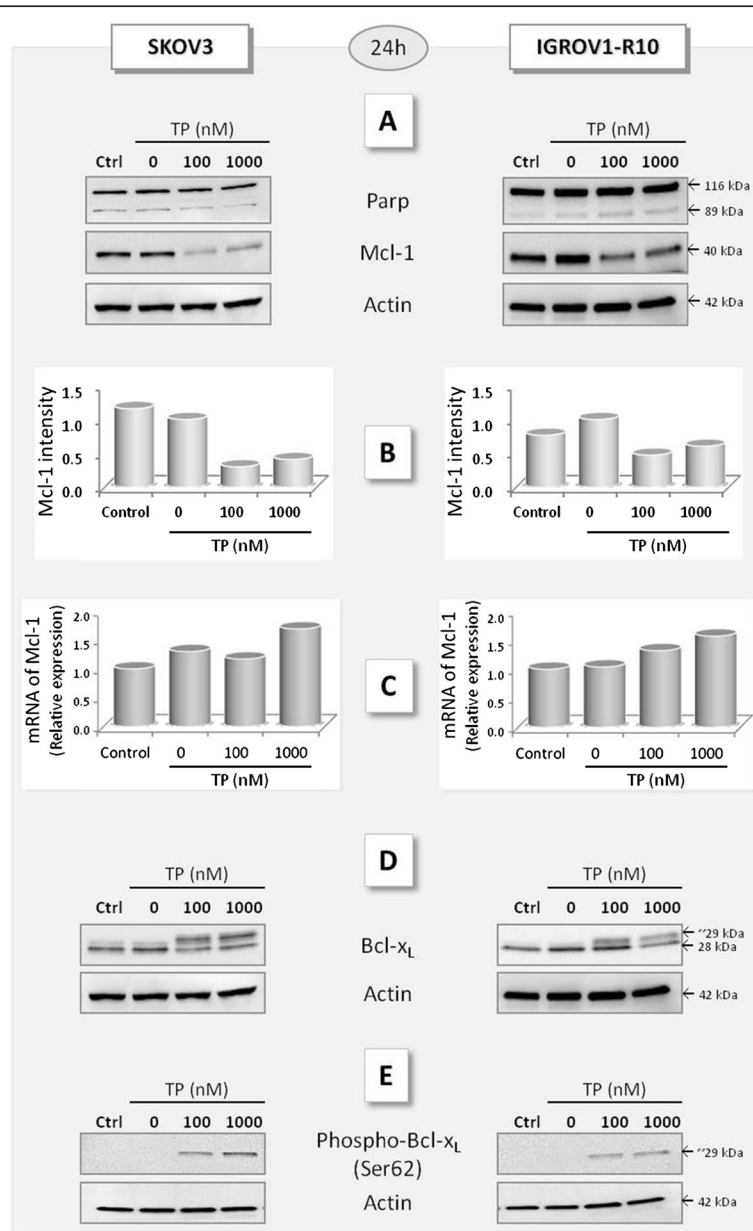 SKOV3 24h IGROV1-R10
A
TP (nM) TP (nM)
Ctrl 0 100 1000 Ctrl 0 100 1000
Parp
← 116 kDa
← 89 kDa
Mcl-1 ← 40 kDa
Actin ← 42 kDa
B
Mcl-1 intensity
1.5
1.0
0.5
0.0
Control 0 100 1000
TP (nM)
Mcl-1 intensity
1.5
1.0
0.5
0.0
Control 0 100 1000
TP (nM)
C
mRNA of Mcl-1
(Relative expression)
2.0
1.5
1.0
0.5
0.0
Control 0 100 1000
TP (nM)
mRNA of Mcl-1
(Relative expression)
2.0
1.5
1.0
0.5
0.0
Control 0 100 1000
TP (nM)
D
TP (nM) TP (nM)
Ctrl 0 100 1000 Ctrl 0 100 1000
Bcl-xL
← ~29 kDa
← 28 kDa
Actin ← 42 kDa
E
TP (nM) TP (nM)
Ctrl 0 100 1000 Ctrl 0 100 1000
Phospho-Bcl-xL
(Ser62)
← ~29 kDa
Actin ← 42 kDa